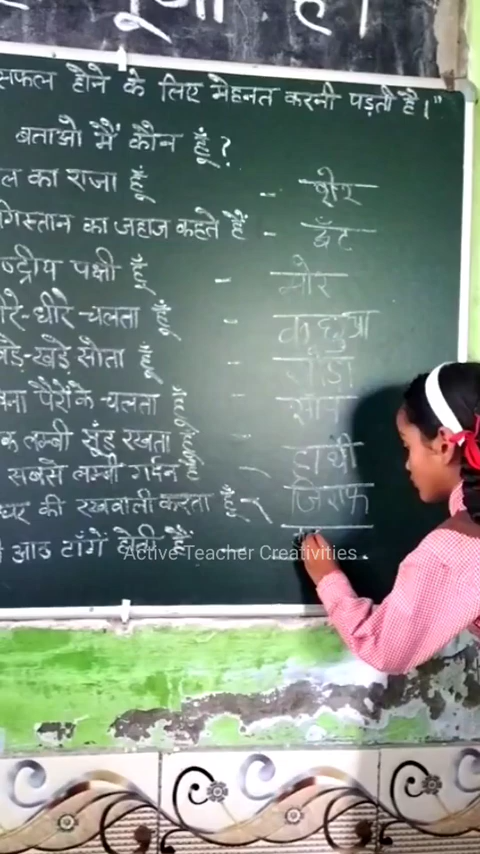 सफल होने के लिए मेहनत करनी पड़ती है।"
बताओ मैं कौन हूँ?
ल का राजा हूँ - शेर
गिस्तान का जहाज कहते हैं - ऊँट
ष्ट्रीय पक्षी हूँ - मोर
रे-धीरे-चलता हूँ - कछुआ
ड़े-खड़े सोता हूँ -
बना पैरों के चलता हूँ -
क लम्बी सूँड रखता हूँ - हाथी
सबसे लम्बी गर्दन - जिराफ
घर की रखवाली करता हूँ -
आठ टाँगें होती हैं
Active Teacher Creativities